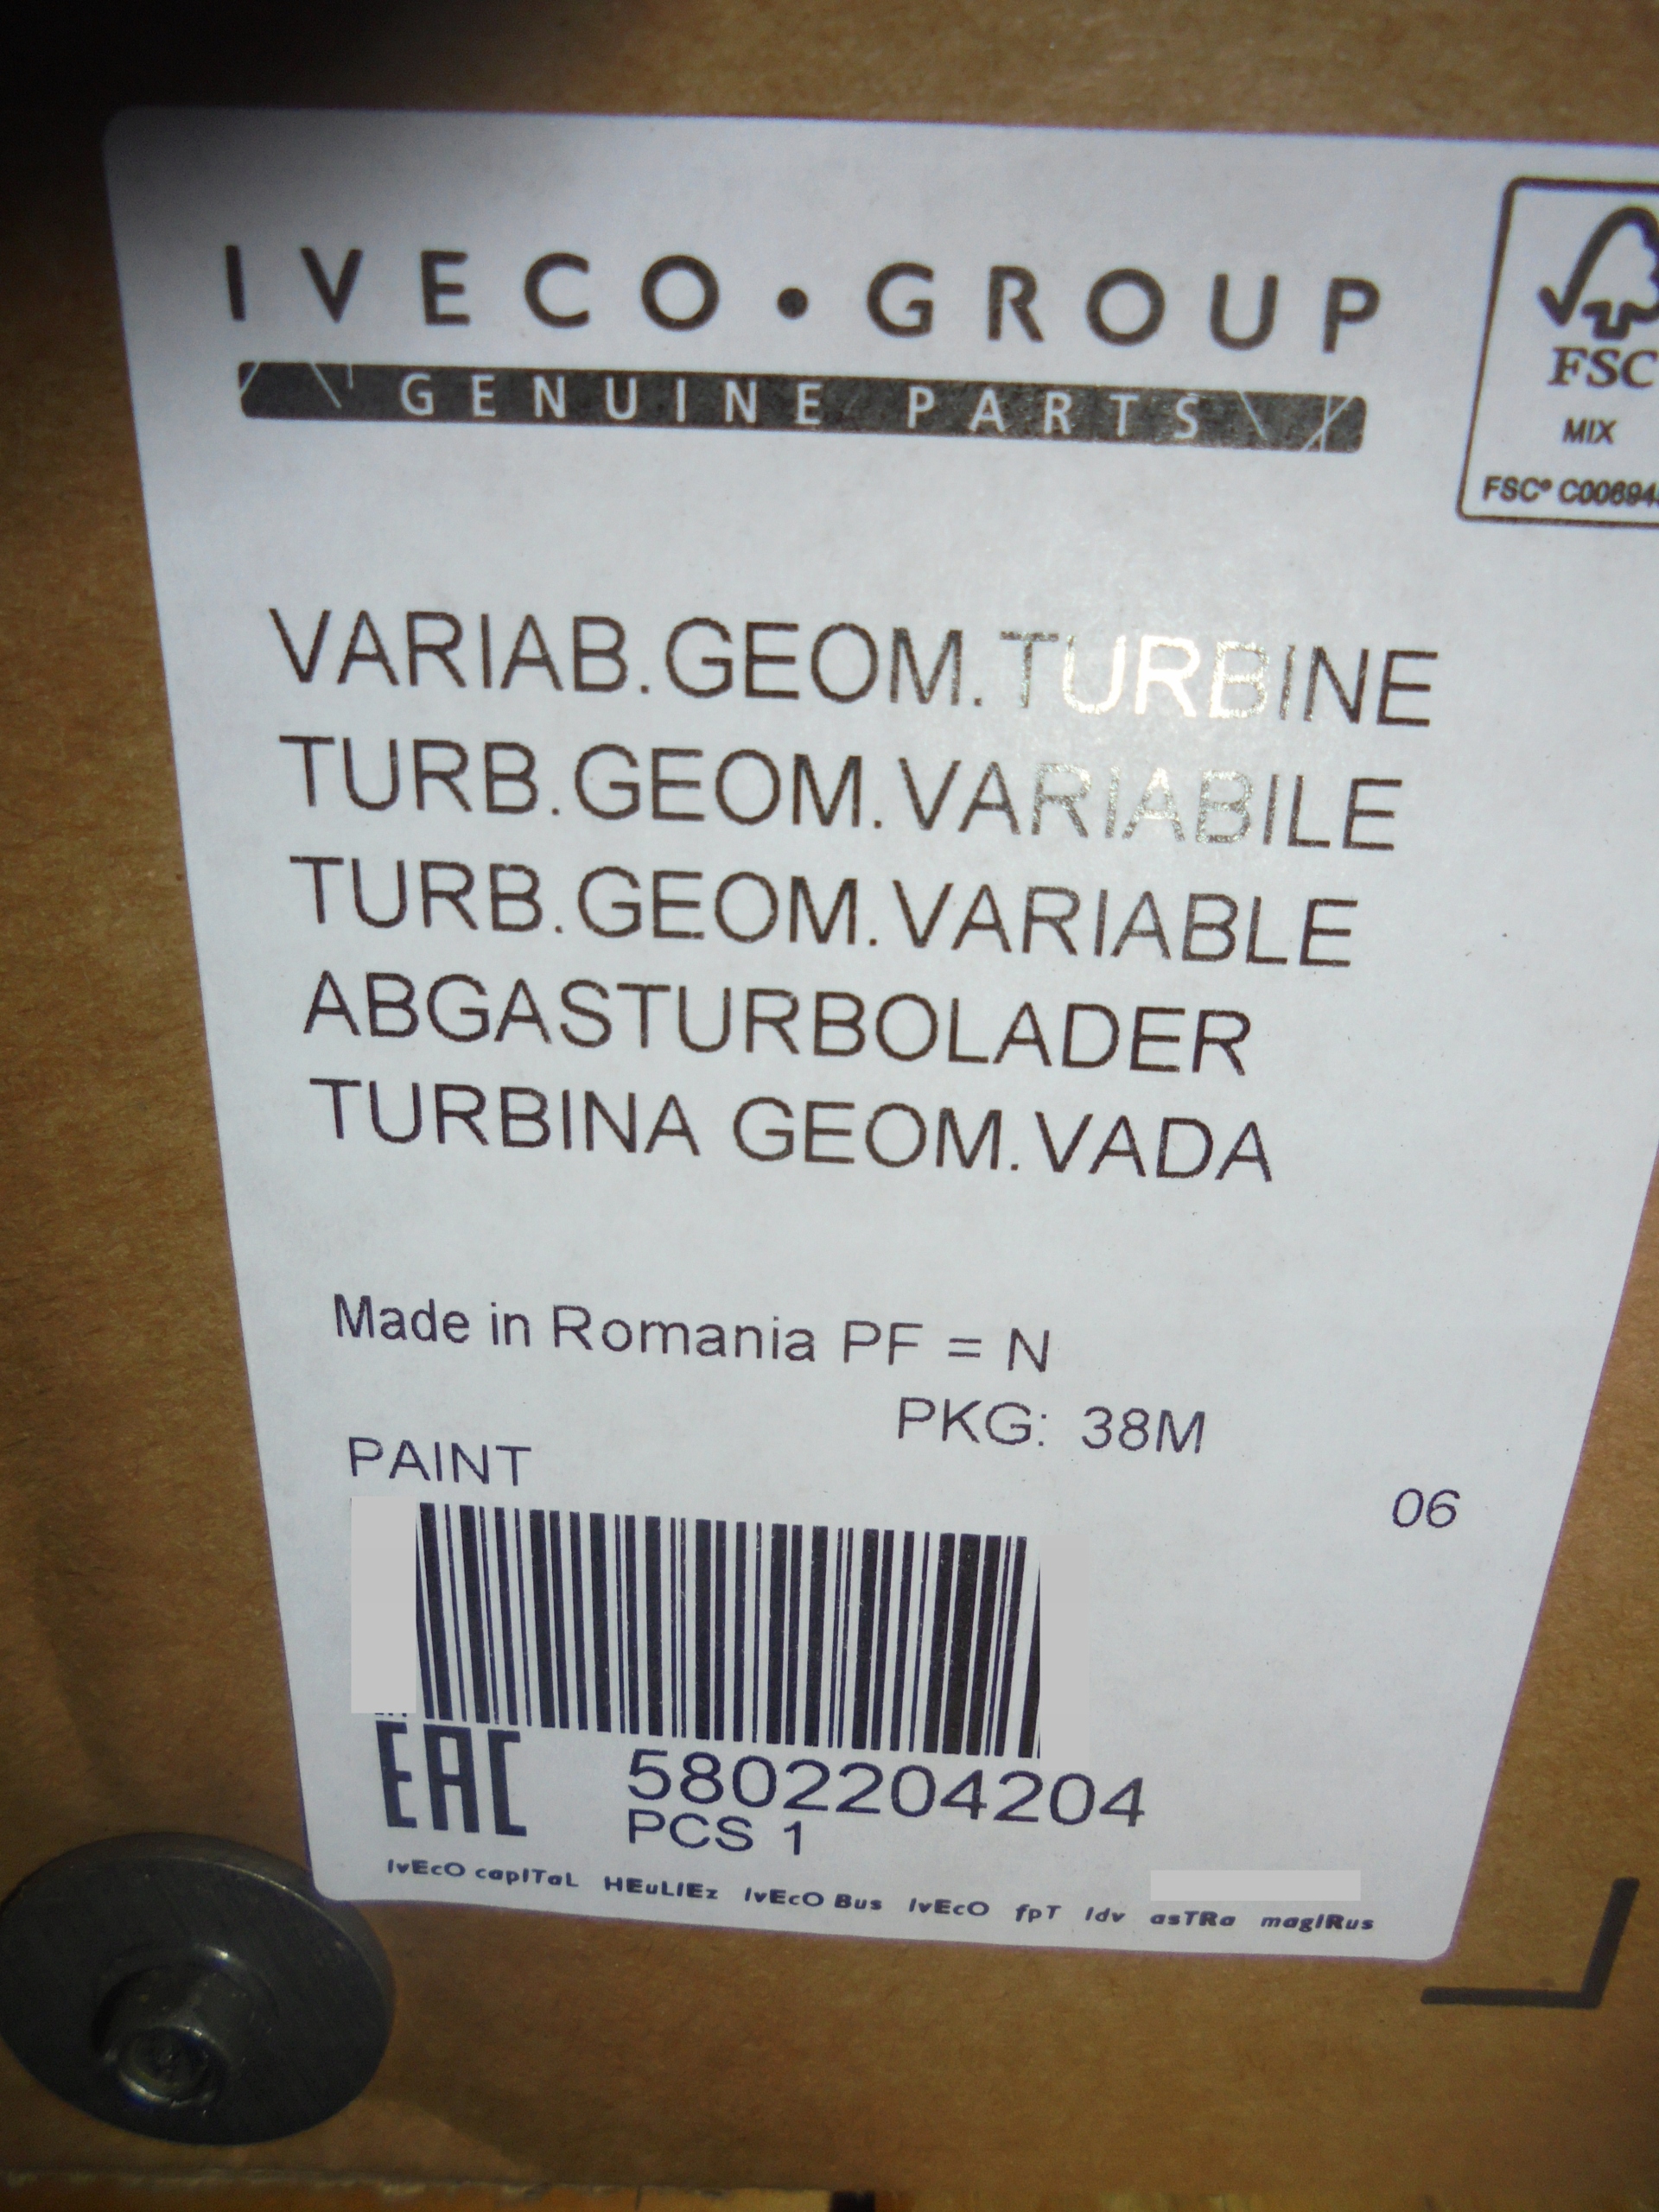 IVECO•GROUP
GENUINE PARTS
FSC
MIX
FSC®
VARIAB.GEOM.TURBINE
TURB.GEOM.VARIABILE
TURB.GEOM.VARIABLE
ABGASTURBOLADER
TURBINA GEOM.VADA
Made in Romania PF = N
PKG: 38M
PAINT
06
EAC
5802204204
PCS 1
IvEcO capITaL HEuLIEz IvEcO Bus IvEcO fpT Idv asTRa magIRus